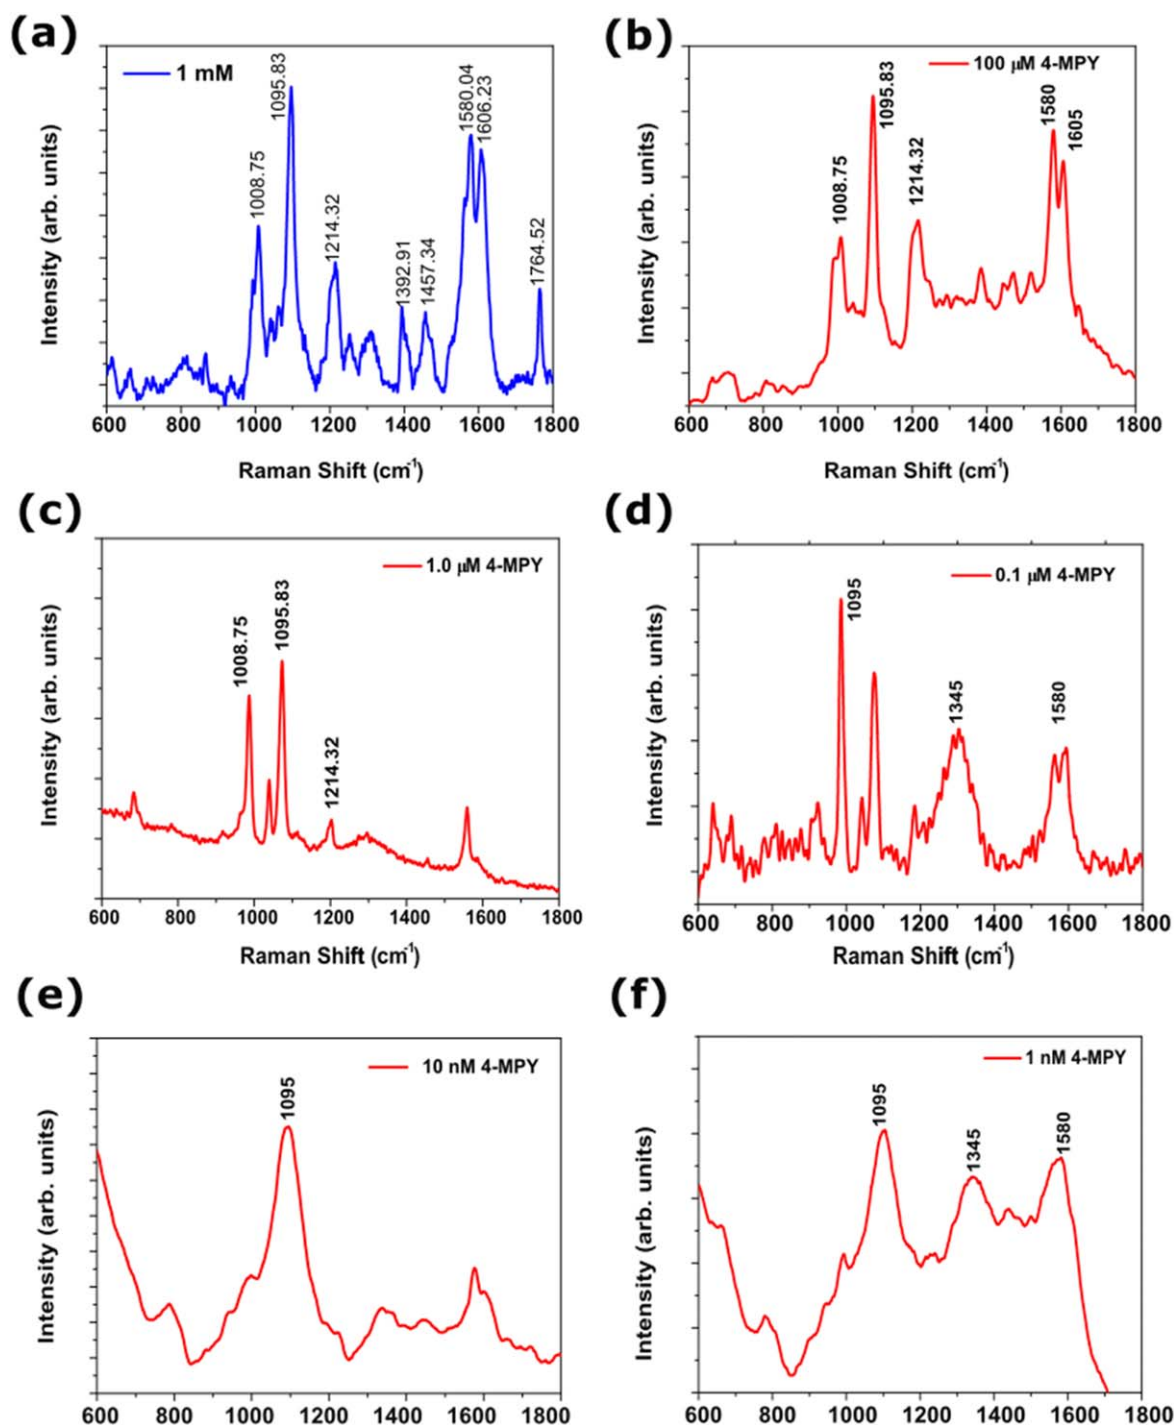 (a)
1 mM
1008.75
1095.83
1214.32
1392.91
1457.34
1580.04
1606.23
1764.52
Intensity (arb. units)
600 800 1000 1200 1400 1600 1800
Raman Shift (cm-1)
(b)
100 μM 4-MPY
1008.75
1095.83
1214.32
1580
1605
Intensity (arb. units)
600 800 1000 1200 1400 1600 1800
Raman Shift (cm-1)
(c)
1.0 μM 4-MPY
1008.75
1095.83
1214.32
Intensity (arb. units)
600 800 1000 1200 1400 1600 1800
Raman Shift (cm-1)
(d)
0.1 μM 4-MPY
1095
1345
1580
Intensity (arb. units)
600 800 1000 1200 1400 1600 1800
Raman Shift (cm-1)
(e)
10 nM 4-MPY
1095
Intensity (arb. units)
600 800 1000 1200 1400 1600 1800
(f)
1 nM 4-MPY
1095
1345
1580
Intensity (arb. units)
600 800 1000 1200 1400 1600 1800